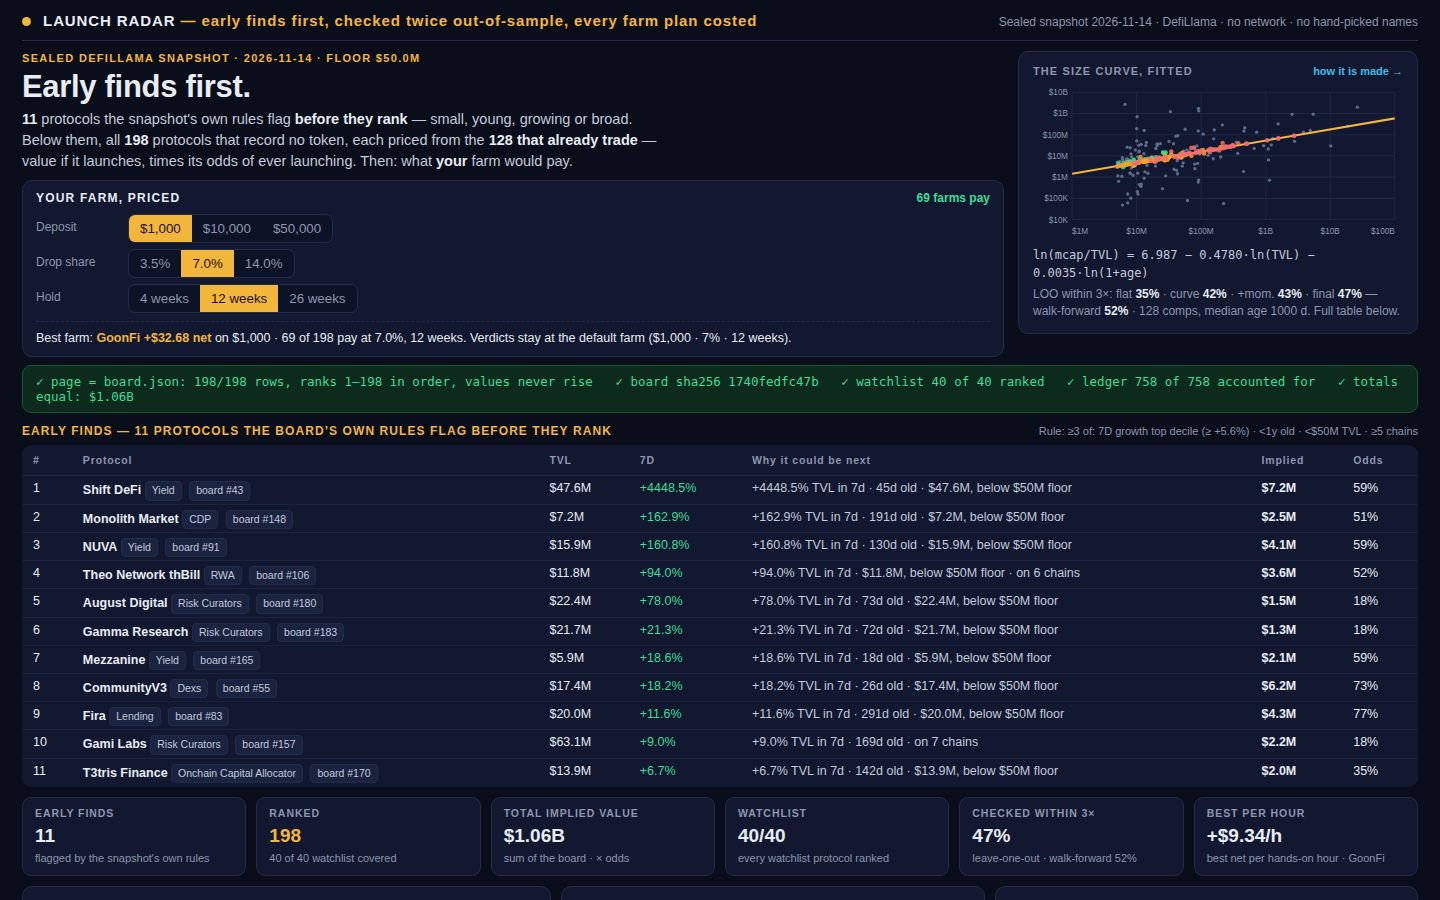 LAUNCH RADAR — early finds first, checked twice out-of-sample, every farm plan costed
Sealed snapshot 2026-11-14 · DefiLlama · no network · no hand-picked names
SEALED DEFILLAMA SNAPSHOT · 2026-11-14 · FLOOR $50.0M
Early finds first.
11 protocols the snapshot's own rules flag before they rank — small, young, growing or broad.
Below them, all 198 protocols that record no token, each priced from the 128 that already trade —
value if it launches, times its odds of ever launching. Then: what your farm would pay.
YOUR FARM, PRICED
69 farms pay
Deposit
$1,000 $10,000 $50,000
Drop share
3.5% 7.0% 14.0%
Hold
4 weeks 12 weeks 26 weeks
Best farm: GoonFi +$32.68 net on $1,000 · 69 of 198 pay at 7.0%, 12 weeks. Verdicts stay at the default farm ($1,000 · 7% · 12 weeks).
THE SIZE CURVE, FITTED
how it is made →
$10B
$1B
$100M
$10M
$1M
$100K
$10K
$1M $10M $100M $1B $10B $100B
ln(mcap/TVL) = 6.987 − 0.4780·ln(TVL) −
0.0035·ln(1+age)
LOO within 3×: flat 35% · curve 42% · +mom. 43% · final 47% —
walk-forward 52% · 128 comps, median age 1000 d. Full table below.
✓ page = board.json: 198/198 rows, ranks 1–198 in order, values never rise ✓ board sha256 1740fedfc47b ✓ watchlist 40 of 40 ranked ✓ ledger 758 of 758 accounted for ✓ totals
equal: $1.06B
EARLY FINDS — 11 PROTOCOLS THE BOARD'S OWN RULES FLAG BEFORE THEY RANK
Rule: ≥3 of: 7D growth top decile (≥ +5.6%) · <1y old · <$50M TVL · ≥5 chains
# Protocol TVL 7D Why it could be next Implied Odds
1 Shift DeFi Yield board #43 $47.6M +4448.5% +4448.5% TVL in 7d · 45d old · $47.6M, below $50M floor $7.2M 59%
2 Monolith Market CDP board #148 $7.2M +162.9% +162.9% TVL in 7d · 191d old · $7.2M, below $50M floor $2.5M 51%
3 NUVA Yield board #91 $15.9M +160.8% +160.8% TVL in 7d · 130d old · $15.9M, below $50M floor $4.1M 59%
4 Theo Network thBill RWA board #106 $11.8M +94.0% +94.0% TVL in 7d · $11.8M, below $50M floor · on 6 chains $3.6M 52%
5 August Digital Risk Curators board #180 $22.4M +78.0% +78.0% TVL in 7d · 73d old · $22.4M, below $50M floor $1.5M 18%
6 Gamma Research Risk Curators board #183 $21.7M +21.3% +21.3% TVL in 7d · 72d old · $21.7M, below $50M floor $1.3M 18%
7 Mezzanine Yield board #165 $5.9M +18.6% +18.6% TVL in 7d · 18d old · $5.9M, below $50M floor $2.1M 59%
8 CommunityV3 Dexs board #55 $17.4M +18.2% +18.2% TVL in 7d · 26d old · $17.4M, below $50M floor $6.2M 73%
9 Fira Lending board #83 $20.0M +11.6% +11.6% TVL in 7d · 291d old · $20.0M, below $50M floor $4.3M 77%
10 Gami Labs Risk Curators board #157 $63.1M +9.0% +9.0% TVL in 7d · 169d old · on 7 chains $2.2M 18%
11 T3tris Finance Onchain Capital Allocator board #170 $13.9M +6.7% +6.7% TVL in 7d · 142d old · $13.9M, below $50M floor $2.0M 35%
EARLY FINDS
11
flagged by the snapshot's own rules
RANKED
198
40 of 40 watchlist covered
TOTAL IMPLIED VALUE
$1.06B
sum of the board · × odds
WATCHLIST
40/40
every watchlist protocol ranked
CHECKED WITHIN 3×
47%
leave-one-out · walk-forward 52%
BEST PER HOUR
+$9.34/h
best net per hands-on hour · GoonFi